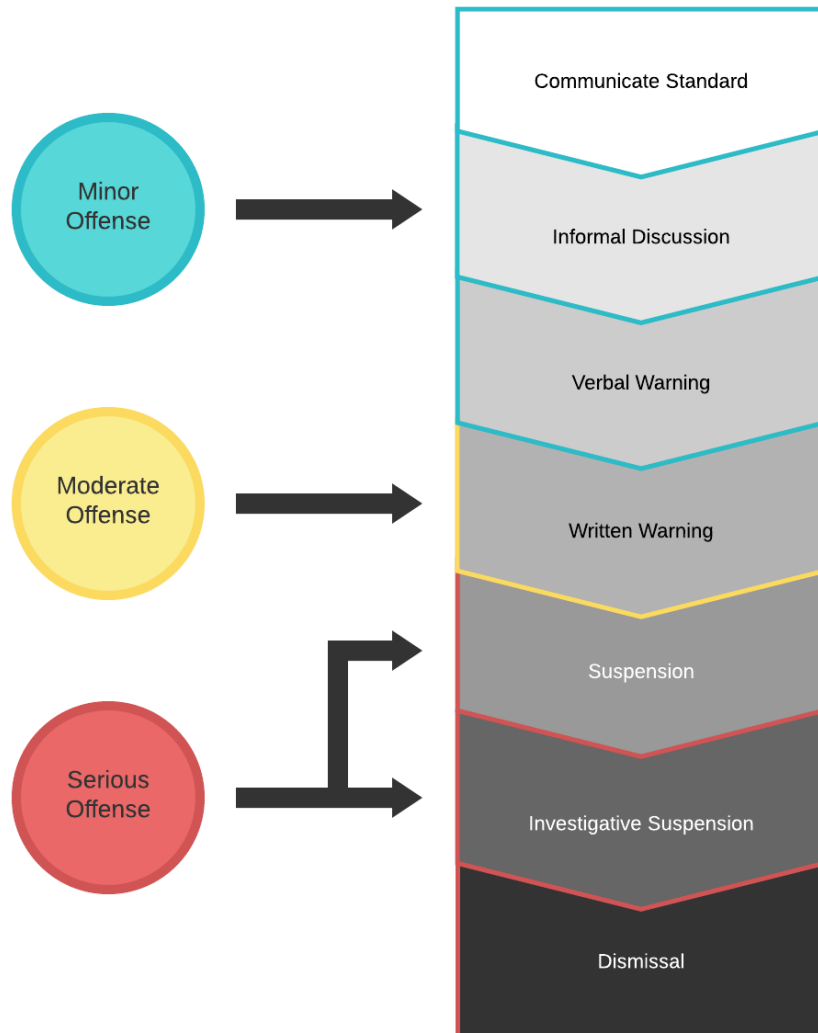 Communicate Standard
Minor
Offense
Informal Discussion
Verbal Warning
Moderate
Offense
Written Warning
Suspension
Serious
Offense
Investigative Suspension
Dismissal